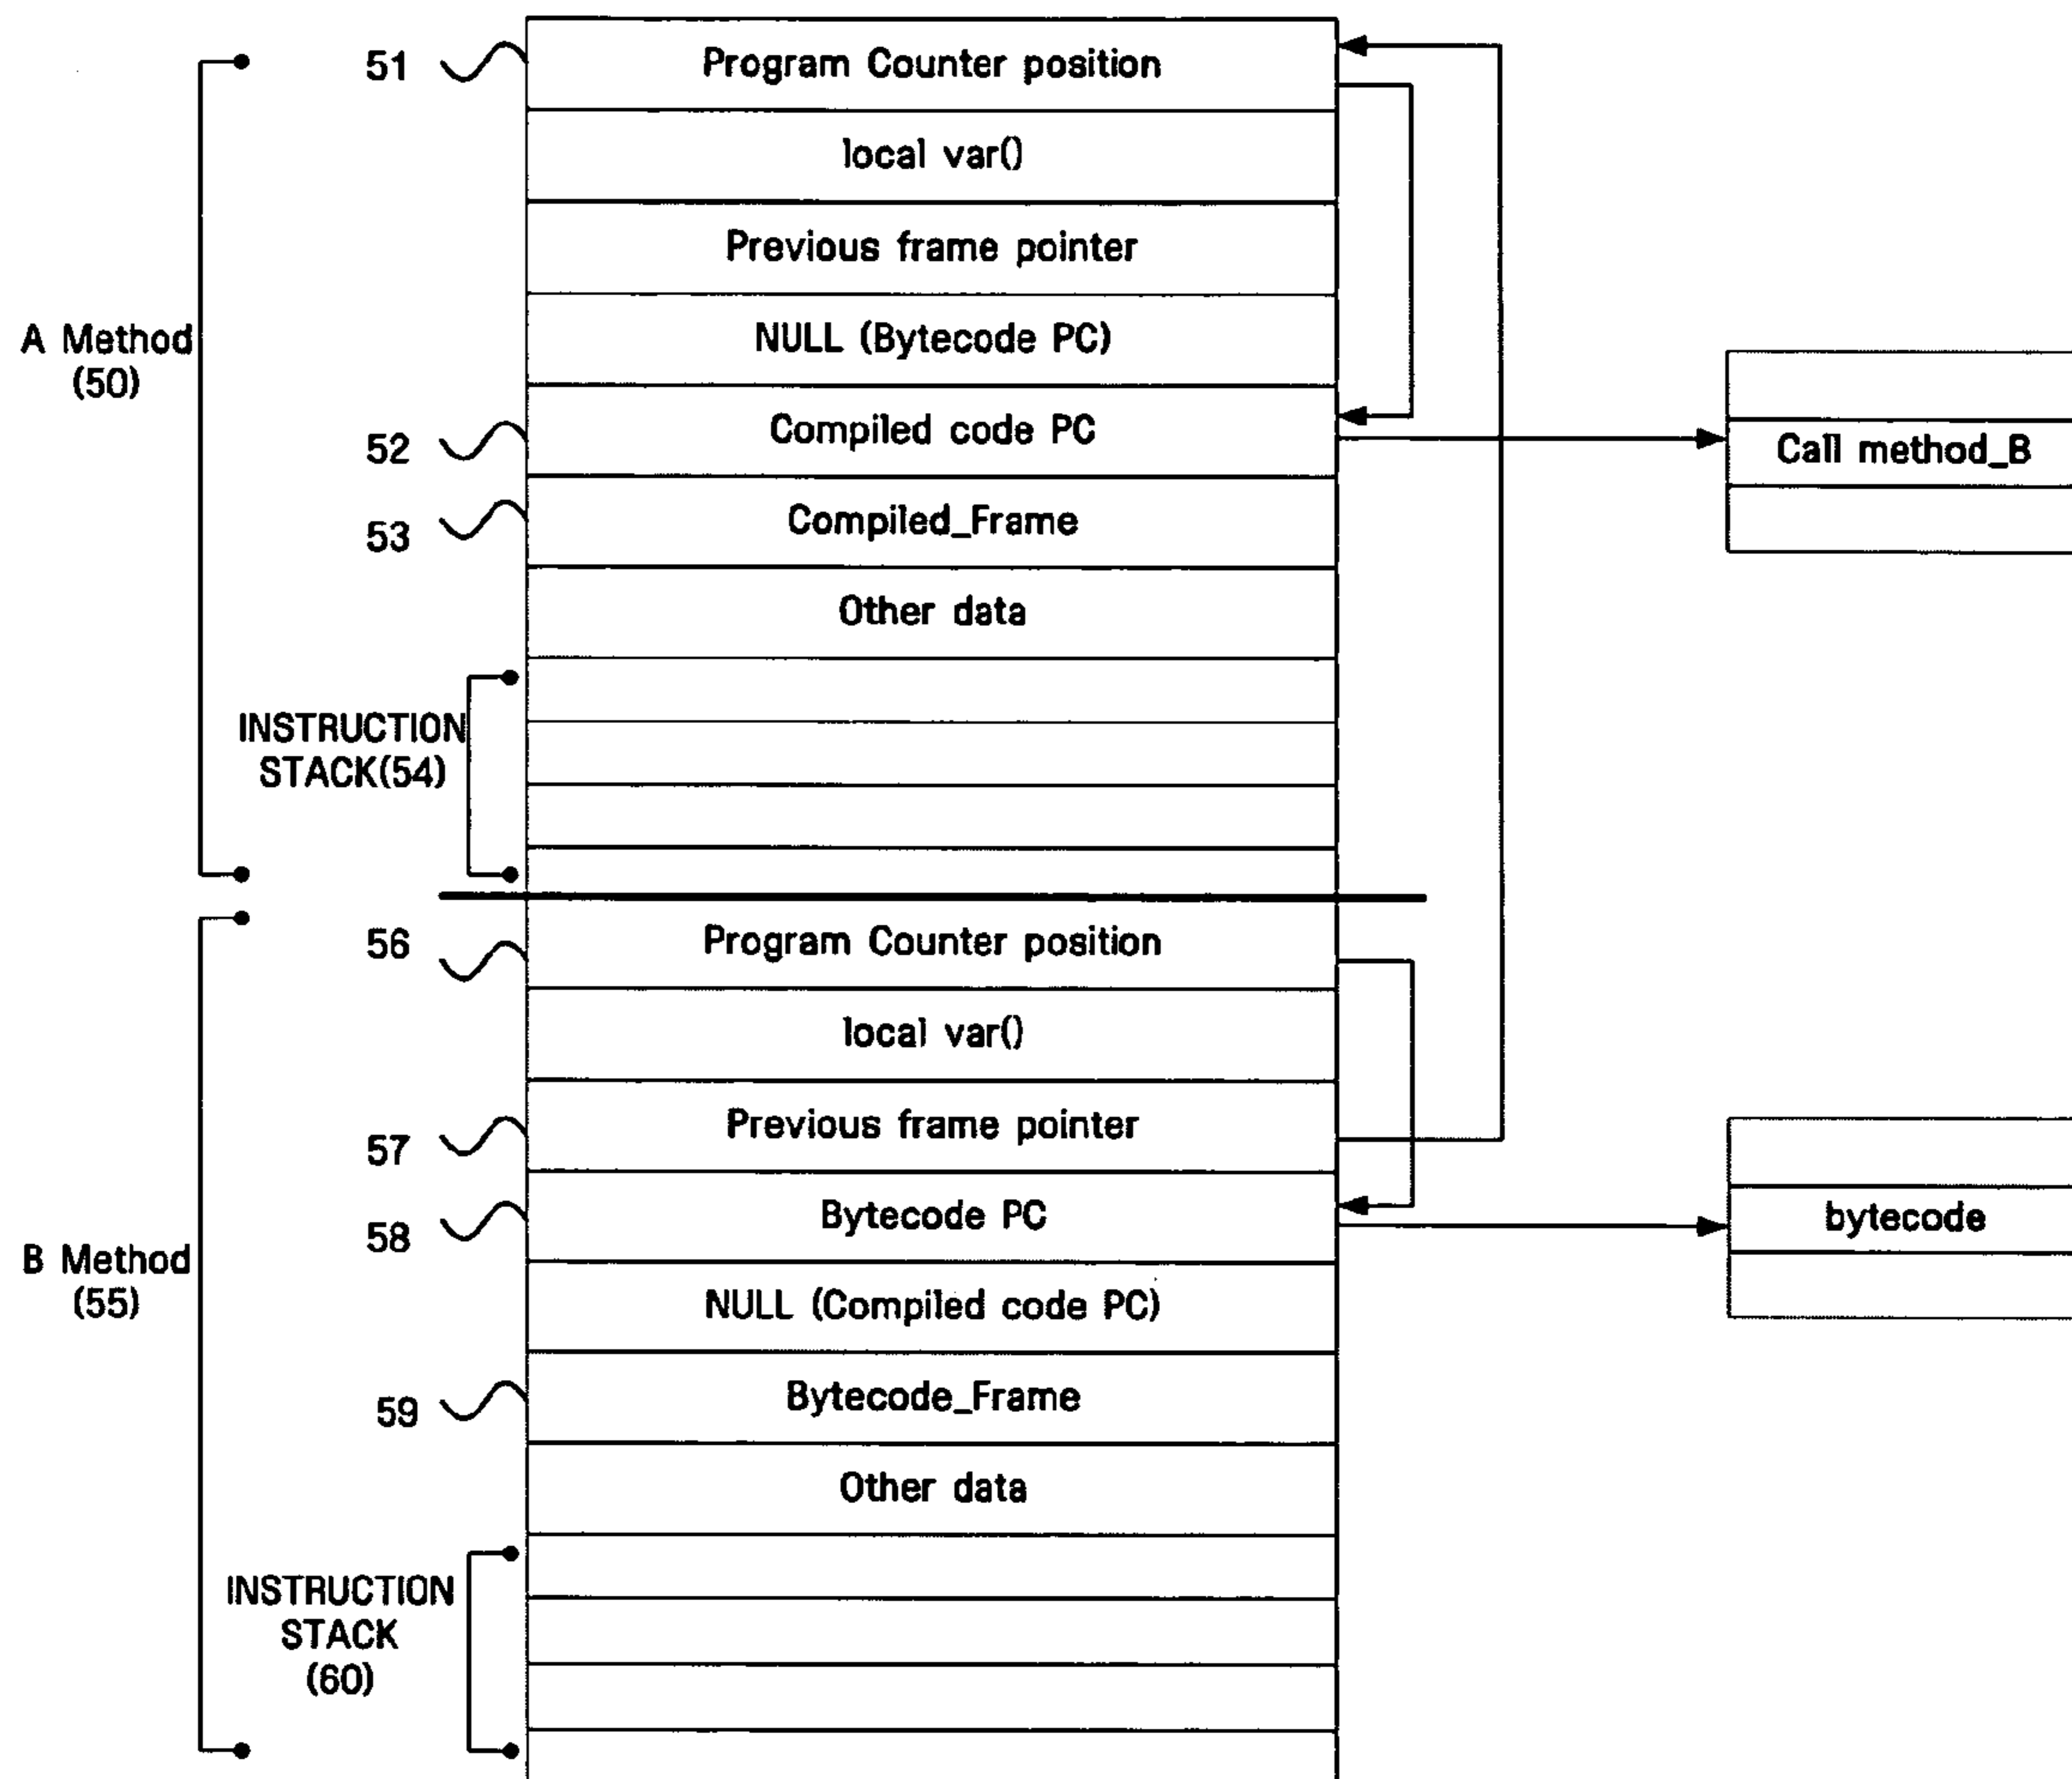 51
Program Counter position
local var()
Previous frame pointer
A Method
(50)
NULL (Bytecode PC)
52
Compiled code PC
Call method_B
53
Compiled_Frame
Other data
INSTRUCTION
STACK(54)
56
Program Counter position
local var()
57
Previous frame pointer
58
Bytecode PC
bytecode
B Method
(55)
NULL (Compiled code PC)
59
Bytecode_Frame
Other data
INSTRUCTION
STACK
(60)